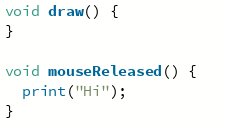 void draw() {
}
void mouseReleased() {
  print("Hi");
}